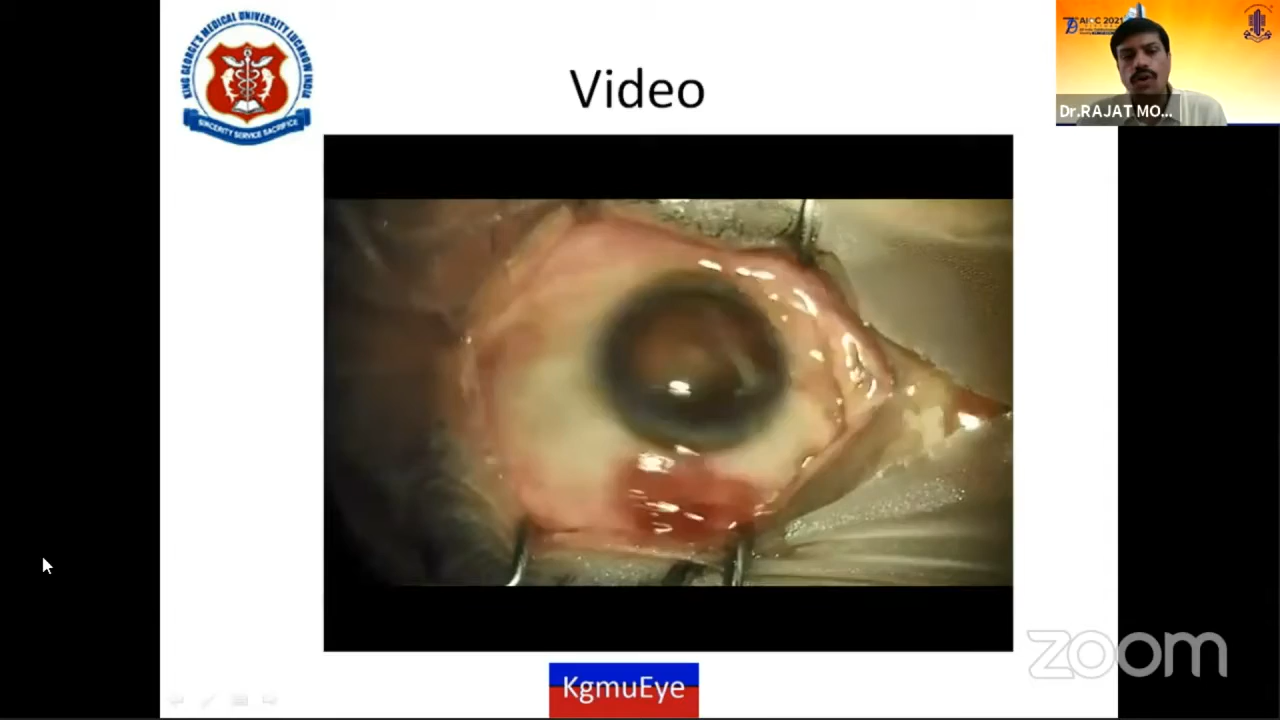 KING GEORGE'S MEDICAL UNIVERSITY LUCKNOW INDIA
SINCERITY SERVICE SACRIFICE
Video
AIOC 2021
Dr.RAJAT MO...
KgmuEye
zoom